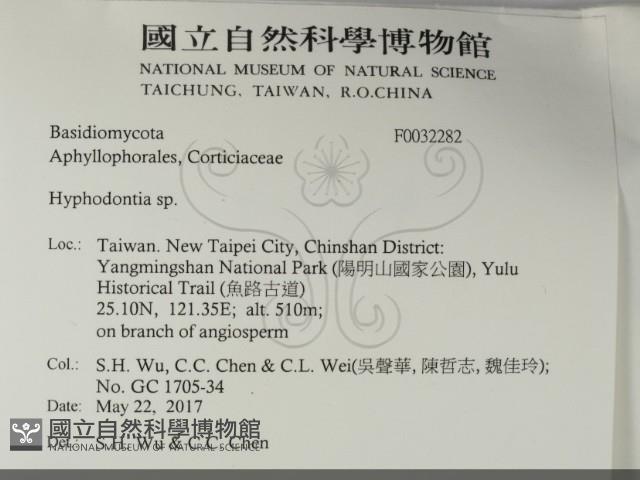 國立自然科學博物館
NATIONAL MUSEUM OF NATURAL SCIENCE
TAICHUNG, TAIWAN, R.O.CHINA
Basidiomycota F0032282
Aphyllophorales, Corticiaceae
Hyphodontia sp.
Loc.: Taiwan. New Taipei City, Chinshan District:
Yangmingshan National Park (陽明山國家公園), Yulu
Historical Trail (魚路古道)
25.10N, 121.35E; alt. 510m;
on branch of angiosperm
Col.: S.H. Wu, C.C. Chen & C.L. Wei(吳聲華, 陳哲志, 魏佳玲);
No. GC 1705-34
Date: May 22, 2017
國立自然科學博物館
Det.: S.H. Wu & C.C. Chen
NATIONAL MUSEUM OF NATURAL SCIENCE